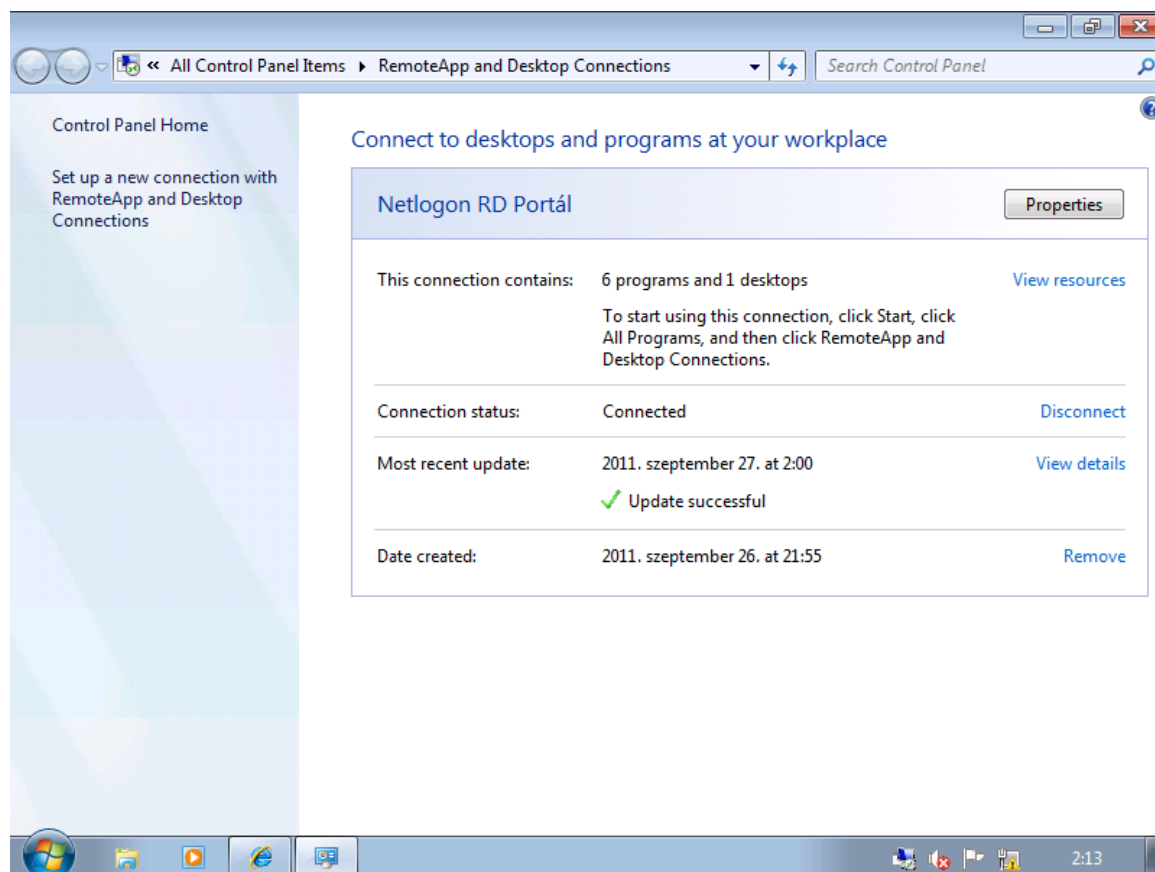 « All Control Panel Items ▸ RemoteApp and Desktop Connections
Search Control Panel
Control Panel Home
Set up a new connection with
RemoteApp and Desktop
Connections
Connect to desktops and programs at your workplace
Netlogon RD Portál
Properties
This connection contains:
6 programs and 1 desktops
View resources
To start using this connection, click Start, click
All Programs, and then click RemoteApp and
Desktop Connections.
Connection status:
Connected
Disconnect
Most recent update:
2011. szeptember 27. at 2:00
View details
Update successful
Date created:
2011. szeptember 26. at 21:55
Remove
2:13